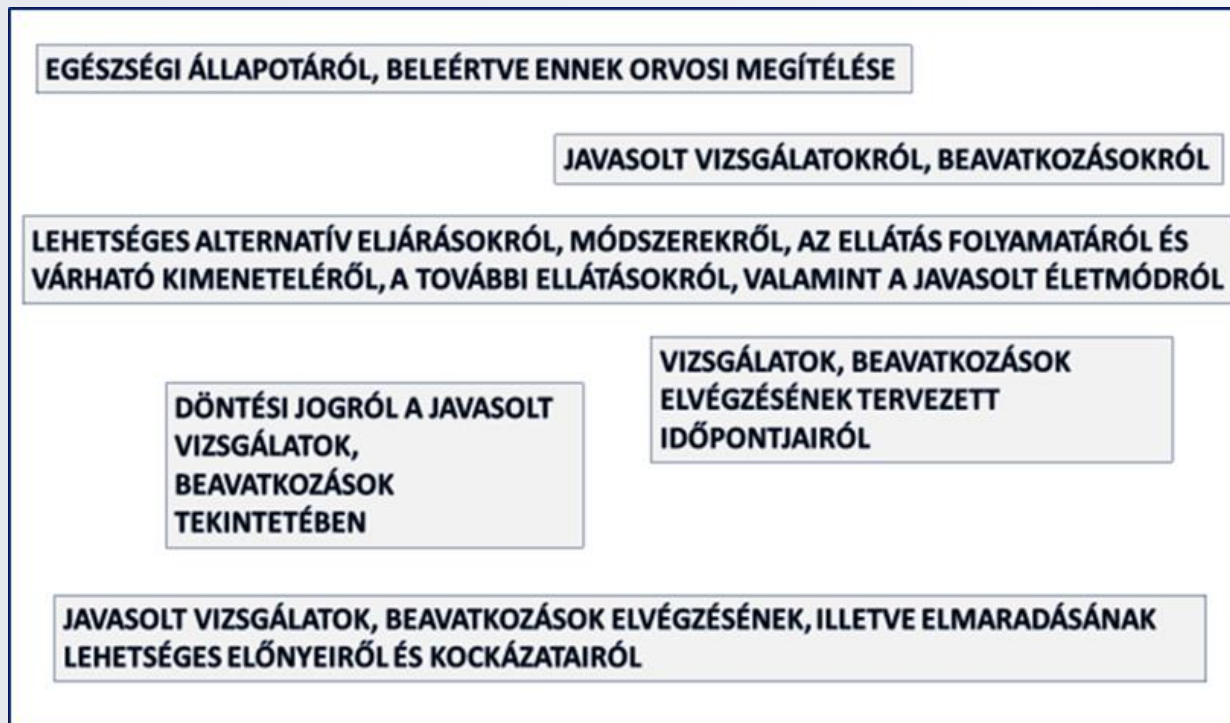 EGÉSZSÉGI ÁLLAPOTÁRÓL, BELEÉRTVE ENNEK ORVOSI MEGÍTÉLÉSE
JAVASOLT VIZSGÁLATOKRÓL, BEAVATKOZÁSOKRÓL
LEHETSÉGES ALTERNATÍV ELJÁRÁSOKRÓL, MÓDSZEREKRŐL, AZ ELLÁTÁS FOLYAMATÁRÓL ÉS
VÁRHATÓ KIMENETELÉRŐL, A TOVÁBBI ELLÁTÁSOKRÓL, VALAMINT A JAVASOLT ÉLETMÓDRÓL
VIZSGÁLATOK, BEAVATKOZÁSOK
ELVÉGZÉSÉNEK TERVEZETT
IDŐPONTJAIRÓL
DÖNTÉSI JOGRÓL A JAVASOLT
VIZSGÁLATOK,
BEAVATKOZÁSOK
TEKINTETÉBEN
JAVASOLT VIZSGÁLATOK, BEAVATKOZÁSOK ELVÉGZÉSÉNEK, ILLETVE ELMARADÁSÁNAK
LEHETSÉGES ELŐNYEIRŐL ÉS KOCKÁZATAIRÓL